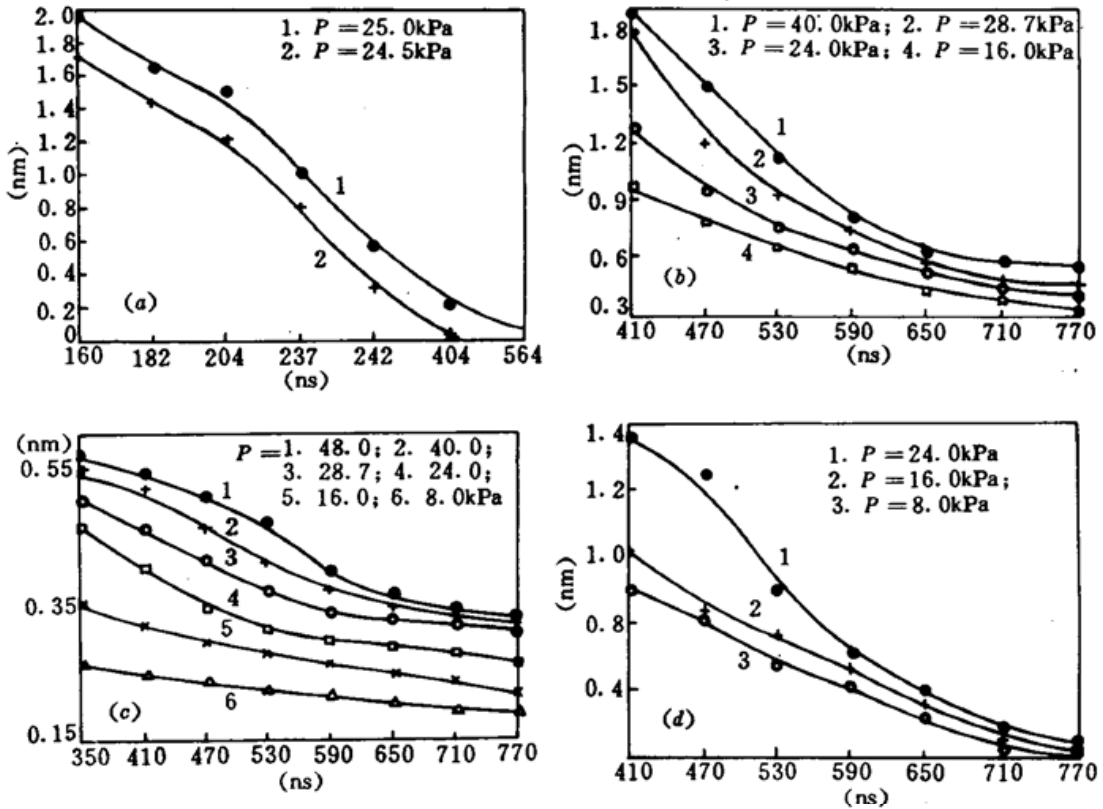 2.0
1.8
1.6
1.4
1.2
1.0
0.8
0.6
0.4
0.2
0
(nm)
1. P=25.0kPa
2. P=24.5kPa
1
2
(a)
160 182 204 237 242 404 564
(ns)
1.8
1.5
1.2
0.9
0.6
0.3
(nm)
1. P=40.0kPa; 2. P=28.7kPa
3. P=24.0kPa; 4. P=16.0kPa
1
2
3
4
(b)
410 470 530 590 650 710 770
(ns)
(nm)
0.55
0.35
0.15
P=1. 48.0; 2. 40.0;
3. 28.7; 4. 24.0;
5. 16.0; 6. 8.0kPa
1
2
3
4
5
6
(c)
350 410 470 530 590 650 710 770
(ns)
1.4
1.2
1.0
0.8
0.4
(nm)
1. P=24.0kPa
2. P=16.0kPa;
3. P=8.0kPa
1
2
3
(d)
410 470 530 590 650 710 770
(ns)